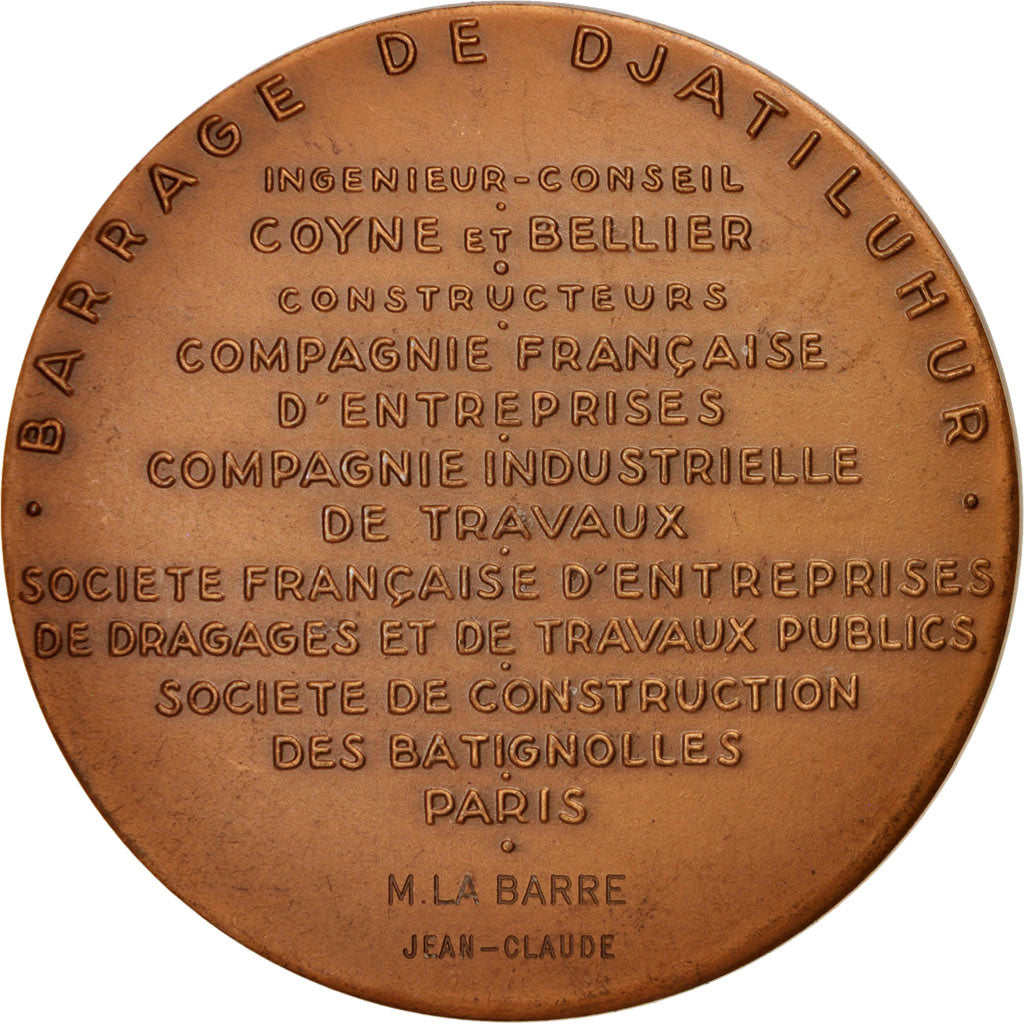 · BARRAGE DE DJATILUHUR ·
INGENIEUR-CONSEIL
COYNE ET BELLIER
CONSTRUCTEURS
COMPAGNIE FRANÇAISE
D'ENTREPRISES
COMPAGNIE INDUSTRIELLE
DE TRAVAUX
SOCIETE FRANÇAISE D'ENTREPRISES
DE DRAGAGES ET DE TRAVAUX PUBLICS
SOCIETE DE CONSTRUCTION
DES BATIGNOLLES
PARIS
M. LA BARRE
JEAN-CLAUDE